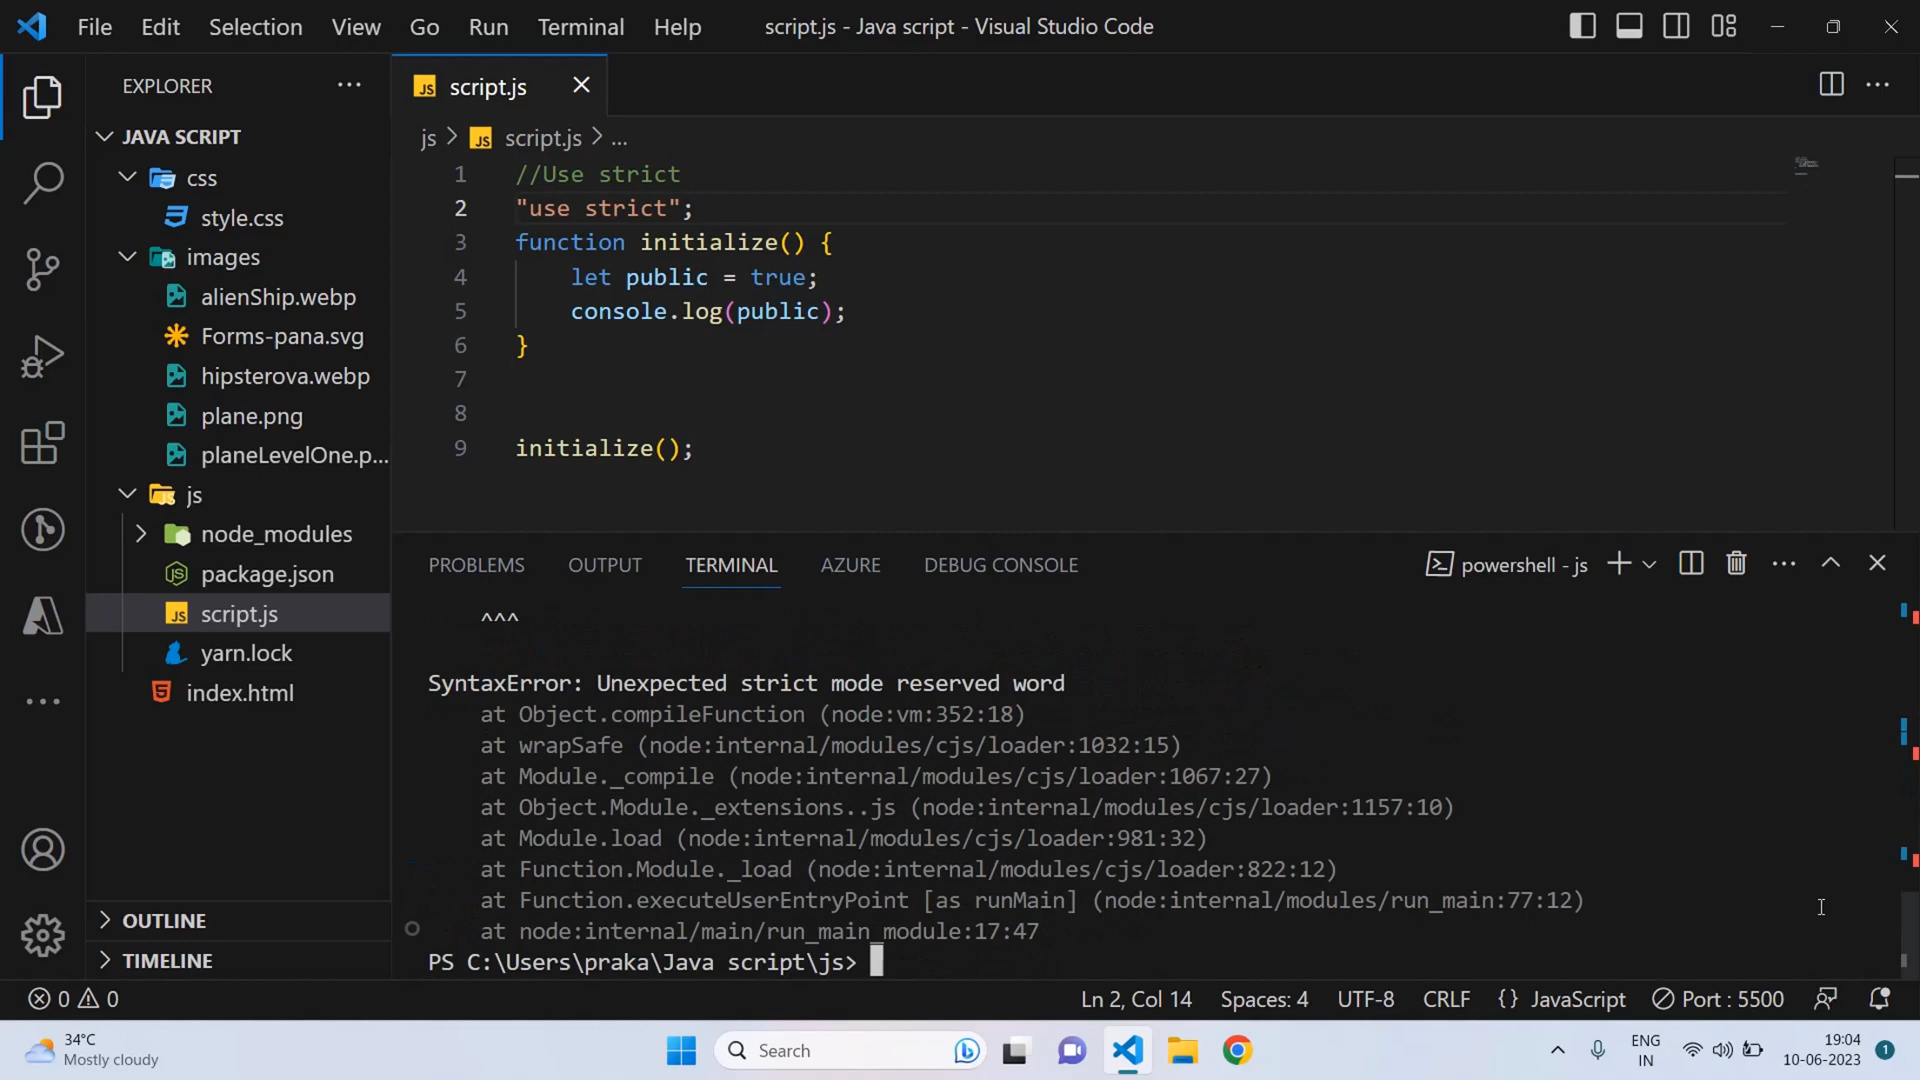 File Edit Selection View Go Run Terminal Help script.js - Java script - Visual Studio Code
EXPLORER
JAVA SCRIPT
css
style.css
images
alienShip.webp
Forms-pana.svg
hipsterova.webp
plane.png
planeLevelOne.p...
js
node_modules
package.json
script.js
yarn.lock
index.html
OUTLINE
TIMELINE
JS script.js
js > JS script.js > ...
1 //Use strict
2 "use strict";
3 function initialize() {
4 let public = true;
5 console.log(public);
6 }
7
8
9 initialize();
PROBLEMS OUTPUT TERMINAL AZURE DEBUG CONSOLE powershell - js
^^^
SyntaxError: Unexpected strict mode reserved word
at Object.compileFunction (node:vm:352:18)
at wrapSafe (node:internal/modules/cjs/loader:1032:15)
at Module._compile (node:internal/modules/cjs/loader:1067:27)
at Object.Module._extensions..js (node:internal/modules/cjs/loader:1157:10)
at Module.load (node:internal/modules/cjs/loader:981:32)
at Function.Module._load (node:internal/modules/cjs/loader:822:12)
at Function.executeUserEntryPoint [as runMain] (node:internal/modules/run_main:77:12)
at node:internal/main/run_main_module:17:47
PS C:\Users\praka\Java script\js>
0 0 Ln 2, Col 14 Spaces: 4 UTF-8 CRLF {} JavaScript Port : 5500
34°C
Mostly cloudy
Search
ENG
IN
19:04
10-06-2023
1